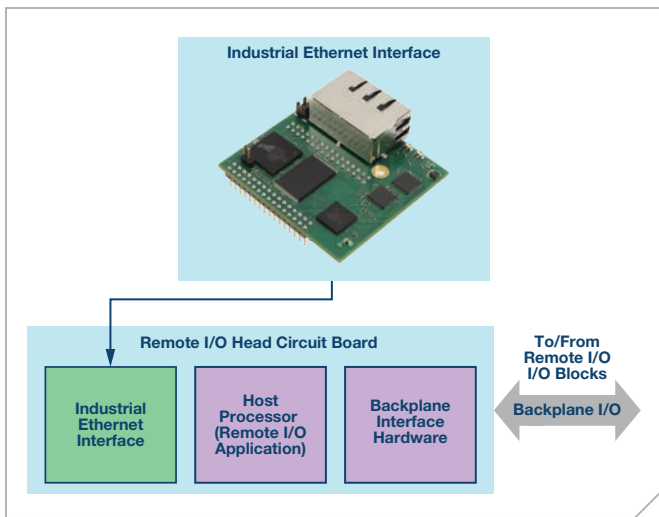 Industrial Ethernet Interface
Remote I/O Head Circuit Board
Industrial
Ethernet
Interface
Host
Processor
(Remote I/O
Application)
Backplane
Interface
Hardware
To/From
Remote I/O
I/O Blocks
Backplane I/O